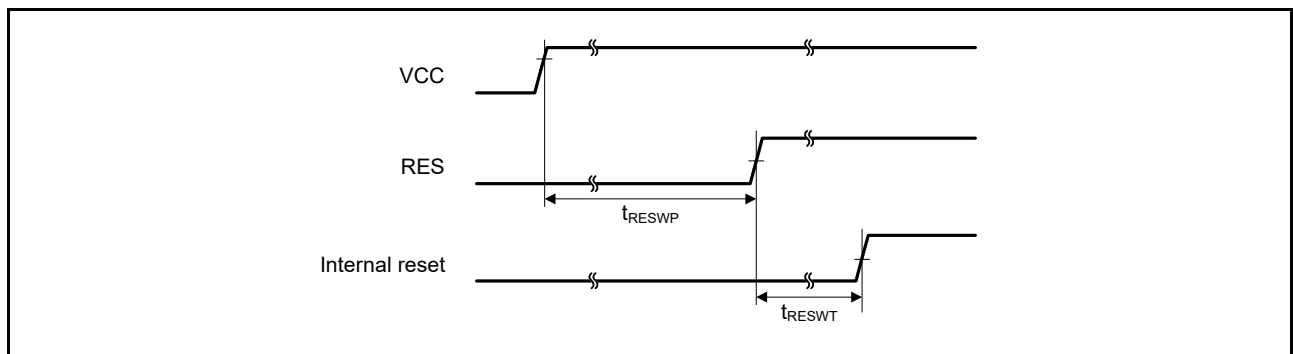 VCC
RES
tRESWP
Internal reset
tRESWT